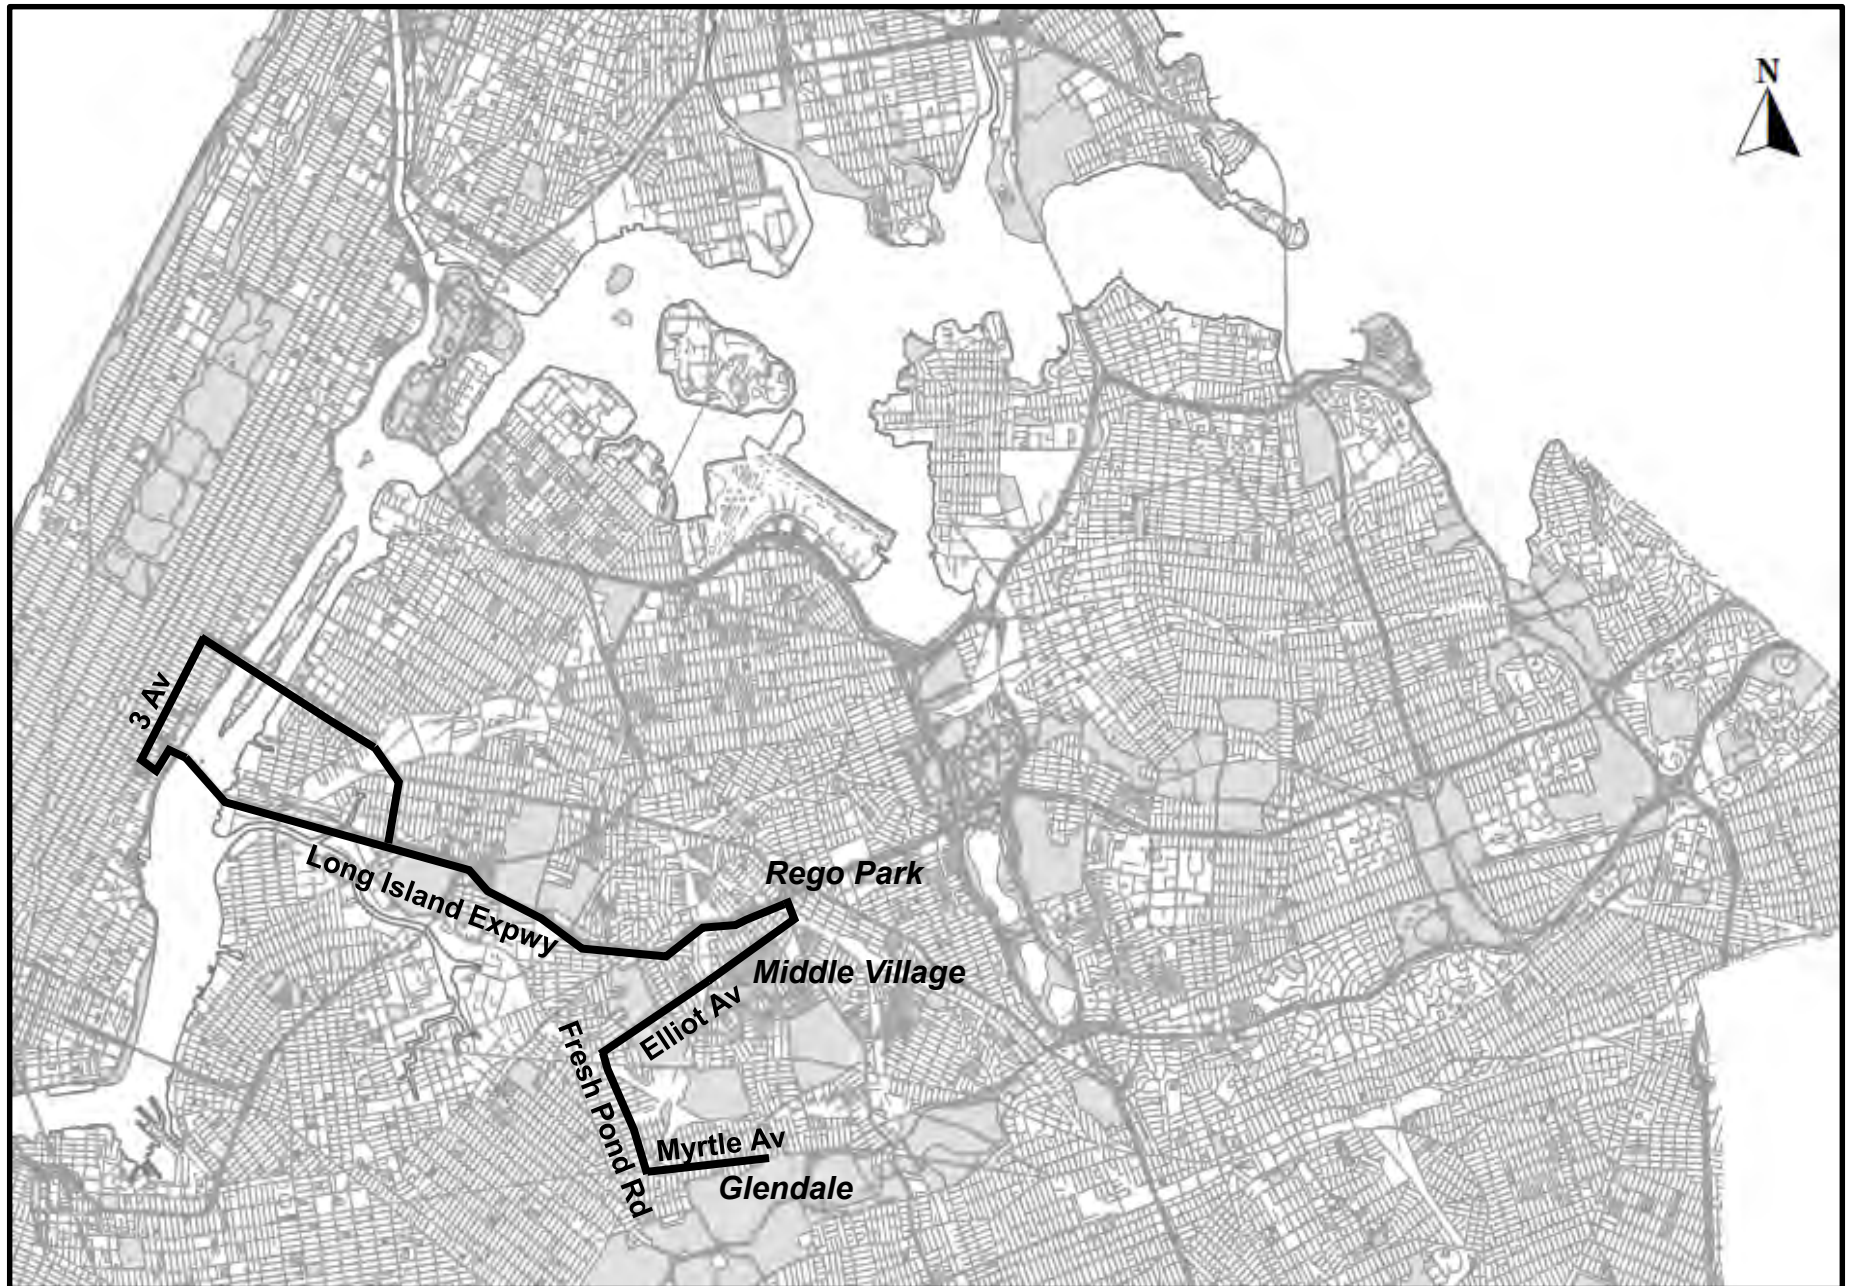 N
3 Av
Long Island Expwy
Rego Park
Middle Village
Elliot Av
Fresh Pond Rd
Myrtle Av
Glendale